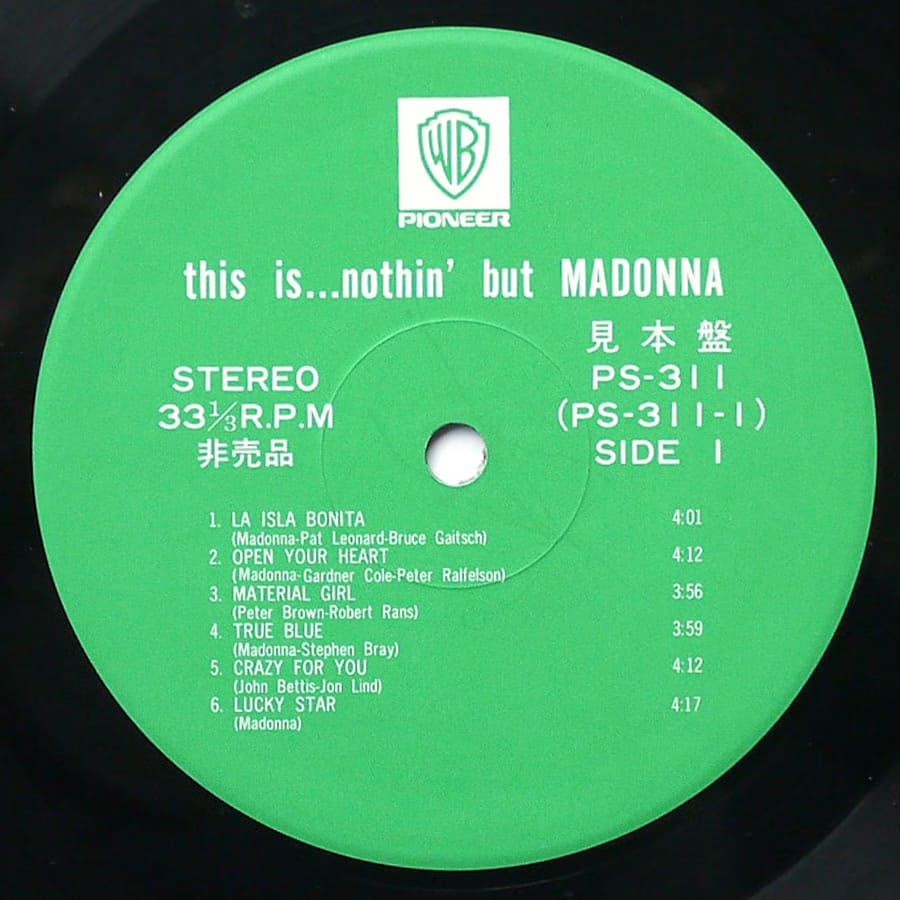 WB
PIONEER
this is...nothin' but MADONNA
見本盤
STEREO PS-311
33 1/3 R.P.M (PS-311-1)
非売品 SIDE 1
1. LA ISLA BONITA 4:01
(Madonna-Pat Leonard-Bruce Gaitsch)
2. OPEN YOUR HEART 4:12
(Madonna-Gardner Cole-Peter Ralfelson)
3. MATERIAL GIRL 3:56
(Peter Brown-Robert Rans)
4. TRUE BLUE 3:59
(Madonna-Stephen Bray)
5. CRAZY FOR YOU 4:12
(John Bettis-Jon Lind)
6. LUCKY STAR 4:17
(Madonna)